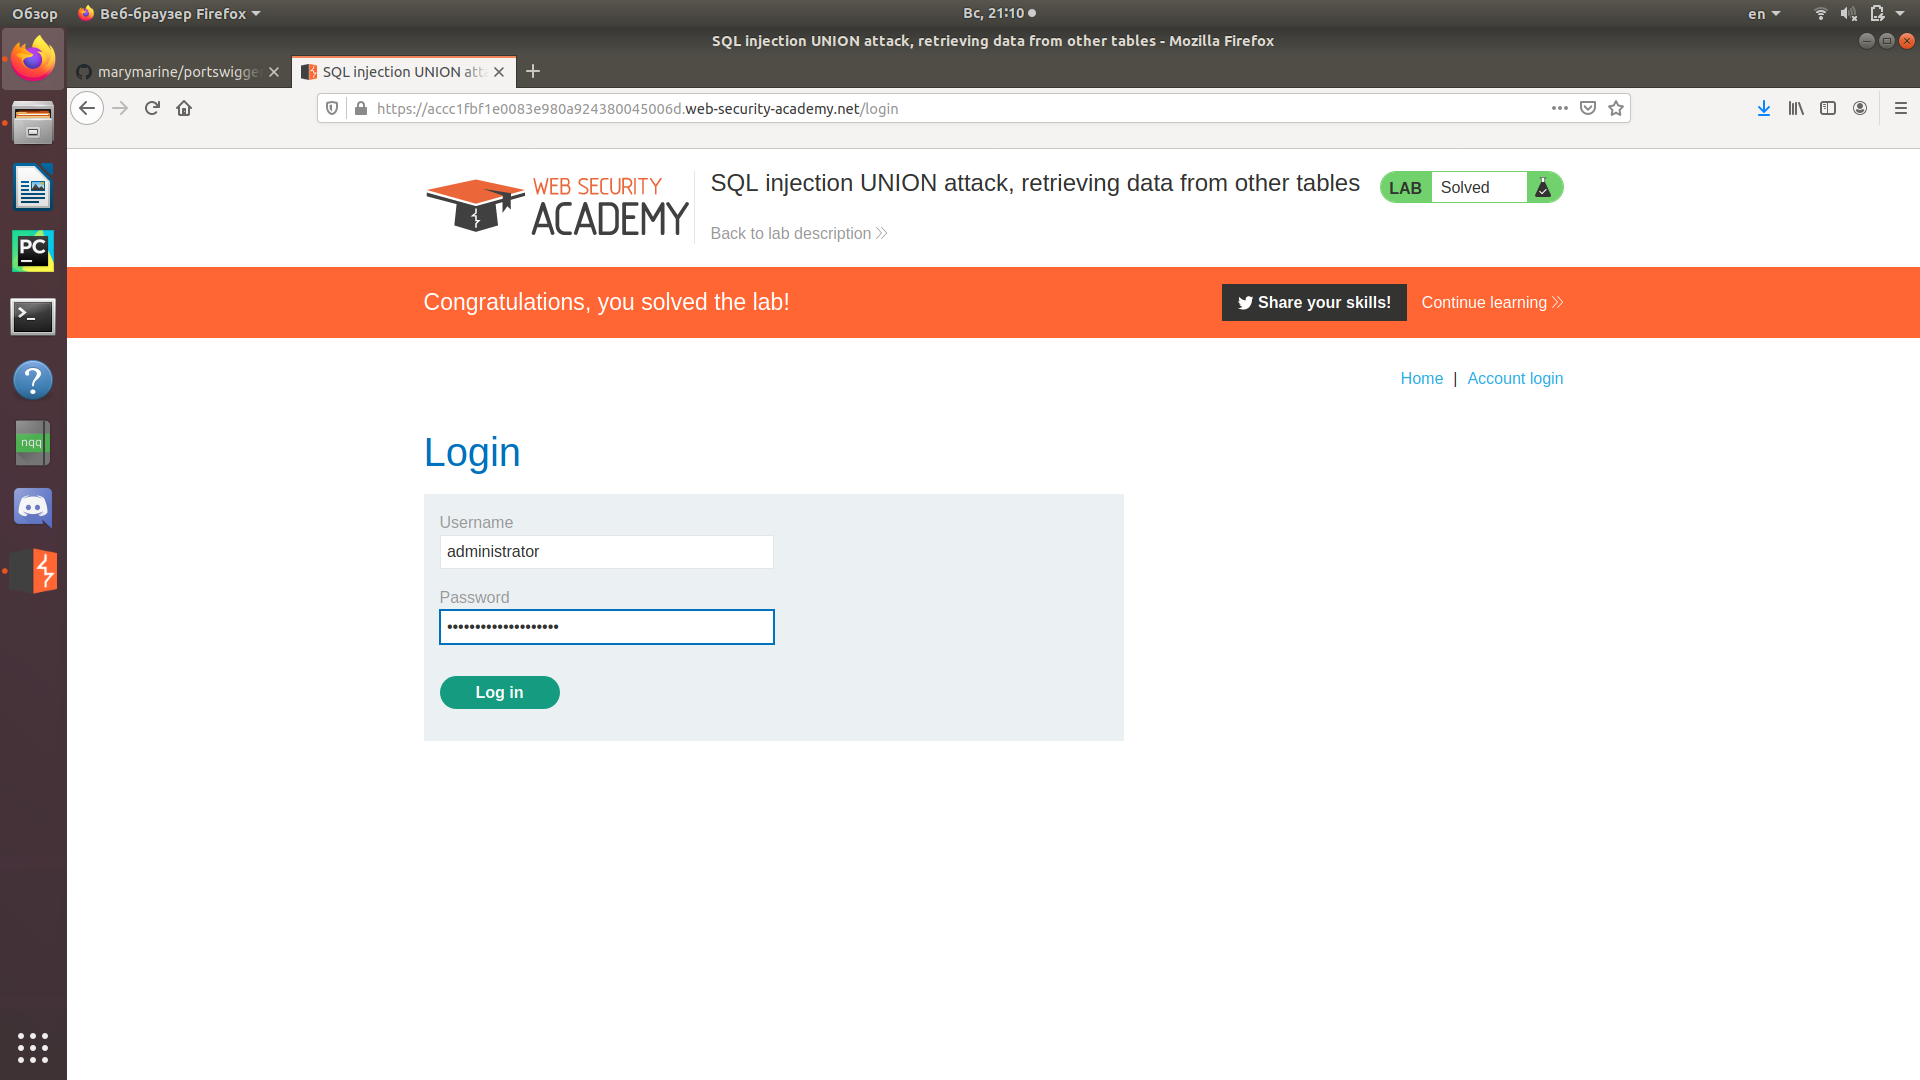 Обзор
Веб-браузер Firefox
Вс, 21:10
en
SQL injection UNION attack, retrieving data from other tables - Mozilla Firefox
marymarine/portswigger
SQL injection UNION atta
https://accc1fbf1e0083e980a924380045006d.web-security-academy.net/login
WEB SECURITY
ACADEMY
SQL injection UNION attack, retrieving data from other tables
LAB
Solved
Back to lab description
Congratulations, you solved the lab!
Share your skills!
Continue learning
Home | Account login
Login
Username
administrator
Password
••••••••••••••••••••
Log in
PC
nqq